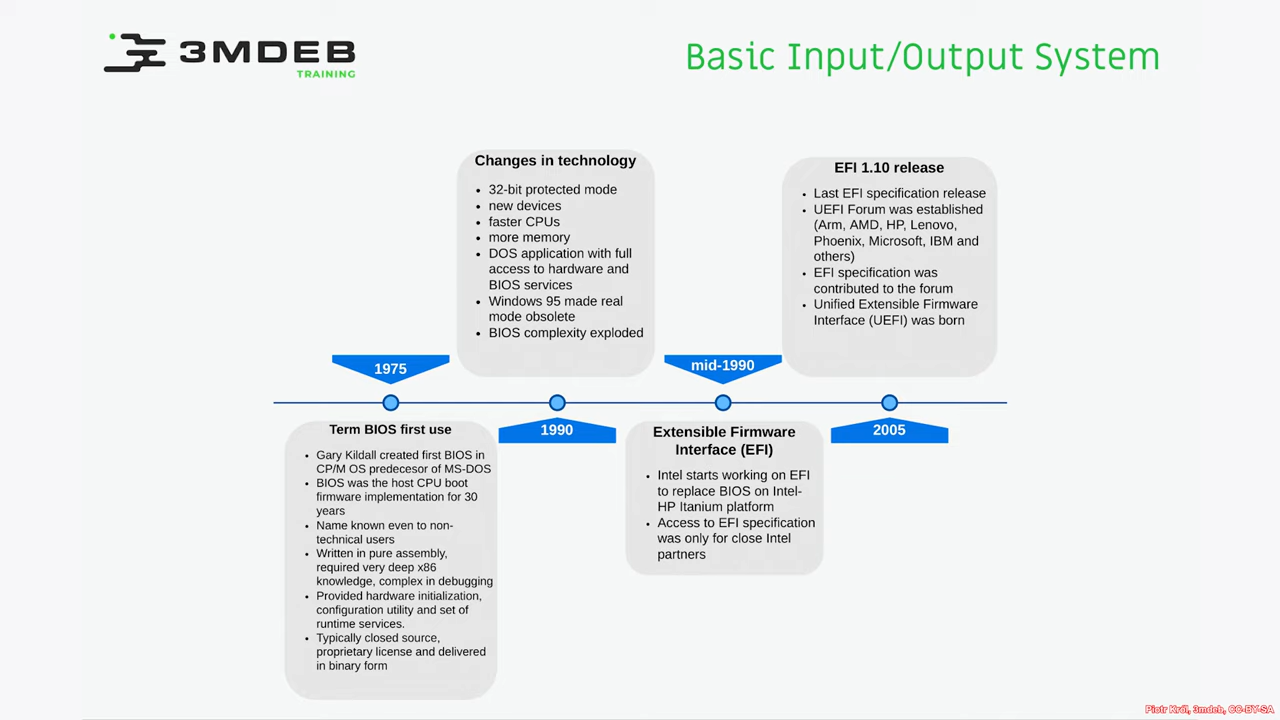 3MDEB
TRAINING
Basic Input/Output System
Changes in technology
• 32-bit protected mode
• new devices
• faster CPUs
• more memory
• DOS application with full
access to hardware and
BIOS services
• Windows 95 made real
mode obsolete
• BIOS complexity exploded
EFI 1.10 release
• Last EFI specification release
• UEFI Forum was established
(Arm, AMD, HP, Lenovo,
Phoenix, Microsoft, IBM and
others)
• EFI specification was
contributed to the forum
• Unified Extensible Firmware
Interface (UEFI) was born
1975
mid-1990
Term BIOS first use
• Gary Kildall created first BIOS in
CP/M OS predecesor of MS-DOS
• BIOS was the host CPU boot
firmware implementation for 30
years
• Name known even to non-
technical users
• Written in pure assembly,
required very deep x86
knowledge, complex in debugging
• Provided hardware initialization,
configuration utility and set of
runtime services.
• Typically closed source,
proprietary license and delivered
in binary form
1990
Extensible Firmware
Interface (EFI)
• Intel starts working on EFI
to replace BIOS on Intel-
HP Itanium platform
• Access to EFI specification
was only for close Intel
partners
2005
Piotr Król, 3mdeb, CC-BY-SA